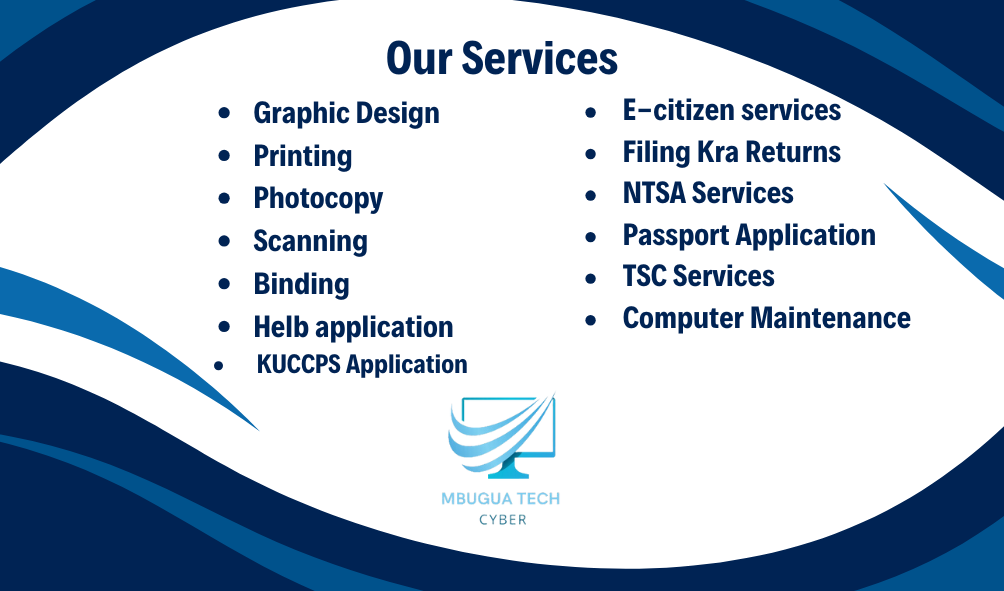 Our Services
• Graphic Design
• Printing
• Photocopy
• Scanning
• Binding
• Helb application
• KUCCPS Application
• E-citizen services
• Filing Kra Returns
• NTSA Services
• Passport Application
• TSC Services
• Computer Maintenance
MBUGUA TECH
CYBER